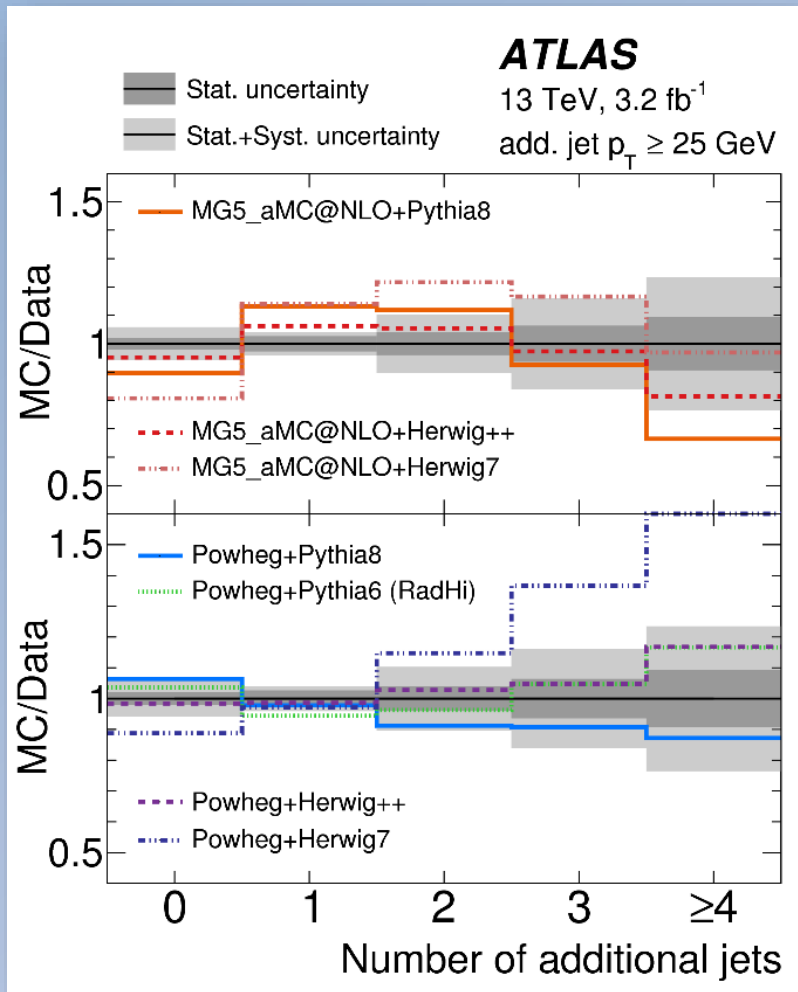 ATLAS
Stat. uncertainty
13 TeV, 3.2 fb⁻¹
Stat.+Syst. uncertainty
add. jet p_T ≥ 25 GeV
MC/Data
1.5
MG5_aMC@NLO+Pythia8
1
MG5_aMC@NLO+Herwig++
MG5_aMC@NLO+Herwig7
0.5
MC/Data
1.5
Powheg+Pythia8
Powheg+Pythia6 (RadHi)
1
Powheg+Herwig++
Powheg+Herwig7
0.5
0 1 2 3 ≥4
Number of additional jets